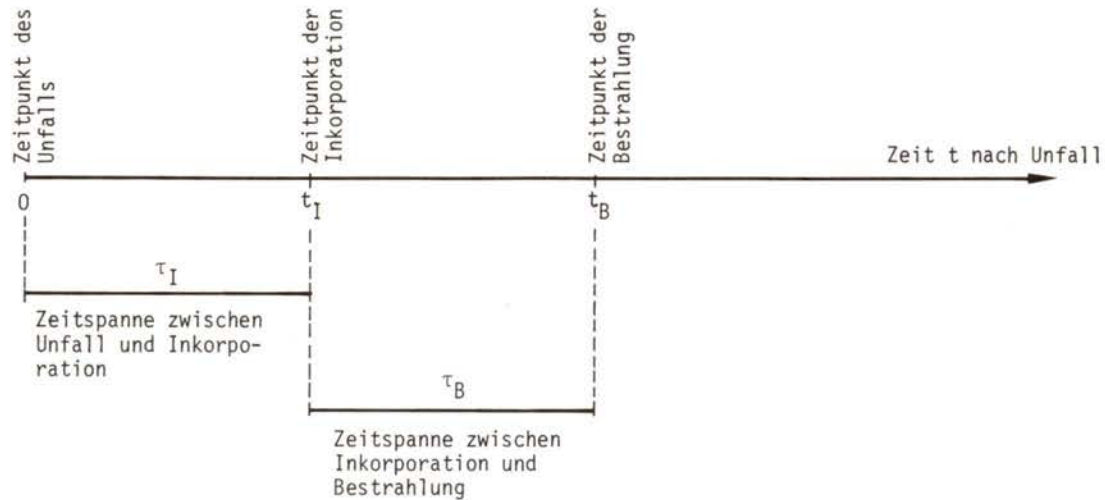 Zeitpunkt des
Unfalls
Zeitpunkt der
Inkorporation
Zeitpunkt der
Bestrahlung
Zeit t nach Unfall
0
t_I
t_B
τ_I
Zeitspanne zwischen
Unfall und Inkorpo-
ration
τ_B
Zeitspanne zwischen
Inkorporation und
Bestrahlung